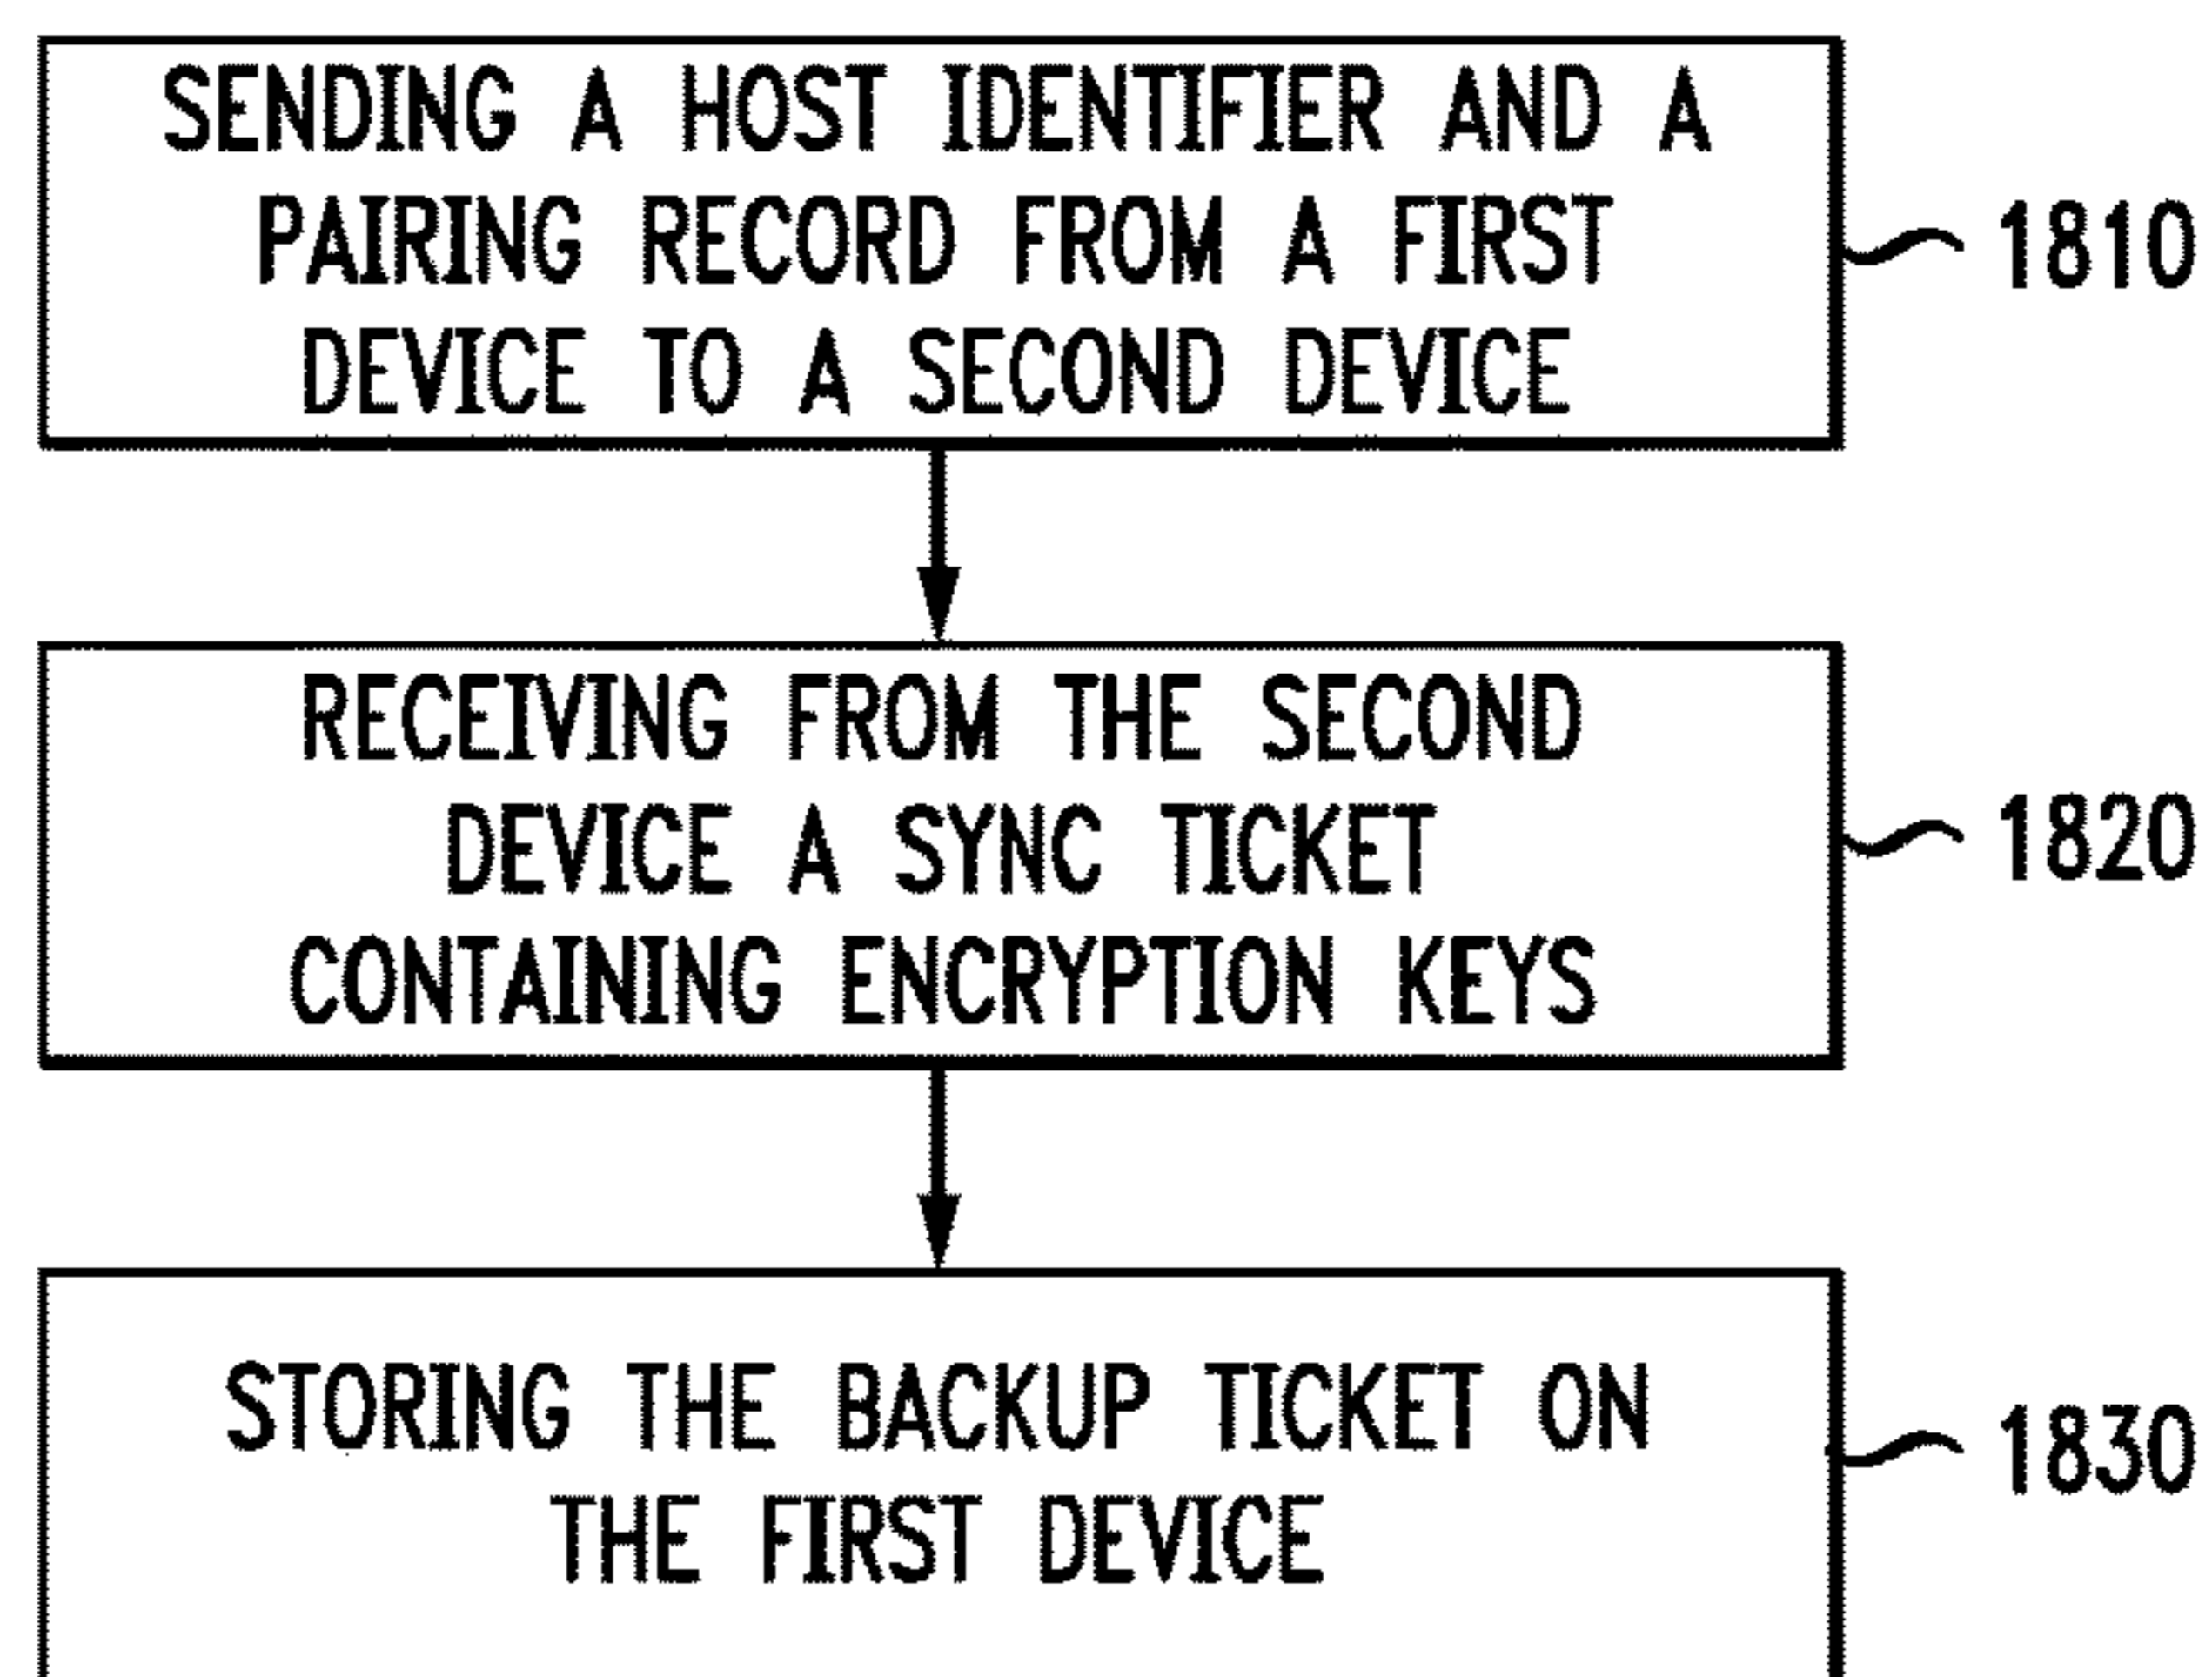 SENDING A HOST IDENTIFIER AND A
PAIRING RECORD FROM A FIRST
DEVICE TO A SECOND DEVICE
1810
RECEIVING FROM THE SECOND
DEVICE A SYNC TICKET
CONTAINING ENCRYPTION KEYS
1820
STORING THE BACKUP TICKET ON
THE FIRST DEVICE
1830